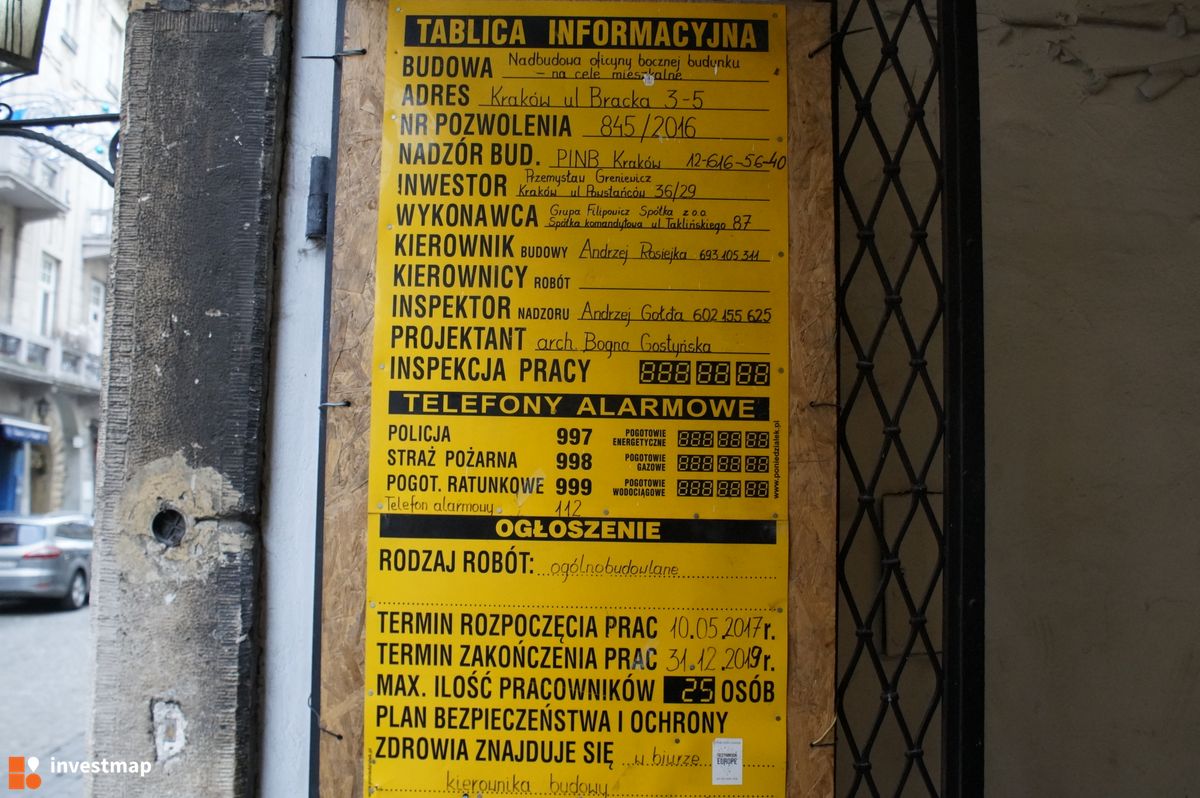 TABLICA INFORMACYJNA
BUDOWA Nadbudowa oficyny bocznej budynku
– na cele mieszkalne
ADRES Kraków ul Bracka 3-5
NR POZWOLENIA 845/2016
NADZÓR BUD. PINB Kraków 12-616-56-40
INWESTOR Przemysław Greniewicz
Kraków ul Powstańców 36/29
WYKONAWCA Grupa Filipowicz Spółka z o.o.
Spółka komandytowa ul Taklińskiego 87
KIEROWNIK BUDOWY Andrzej Rosiejka 693 105 311
KIEROWNICY ROBÓT
INSPEKTOR NADZORU Andrzej Gołda 602 155 625
PROJEKTANT arch. Bogna Gostyńska
INSPEKCJA PRACY
TELEFONY ALARMOWE
POLICJA 997 POGOTOWIE ENERGETYCZNE
STRAŻ POŻARNA 998 POGOTOWIE GAZOWE
POGOT. RATUNKOWE 999 POGOTOWIE WODOCIĄGOWE
Telefon alarmowy 112
www.poniedzialek.pl
OGŁOSZENIE
RODZAJ ROBÓT: ogólnobudowlane
TERMIN ROZPOCZĘCIA PRAC 10.05.2017r.
TERMIN ZAKOŃCZENIA PRAC 31.12.2019r.
MAX. ILOŚĆ PRACOWNIKÓW 25 OSÓB
PLAN BEZPIECZEŃSTWA I OCHRONY
ZDROWIA ZNAJDUJE SIĘ w biurze
kierownika budowy
EUROPE
investmap